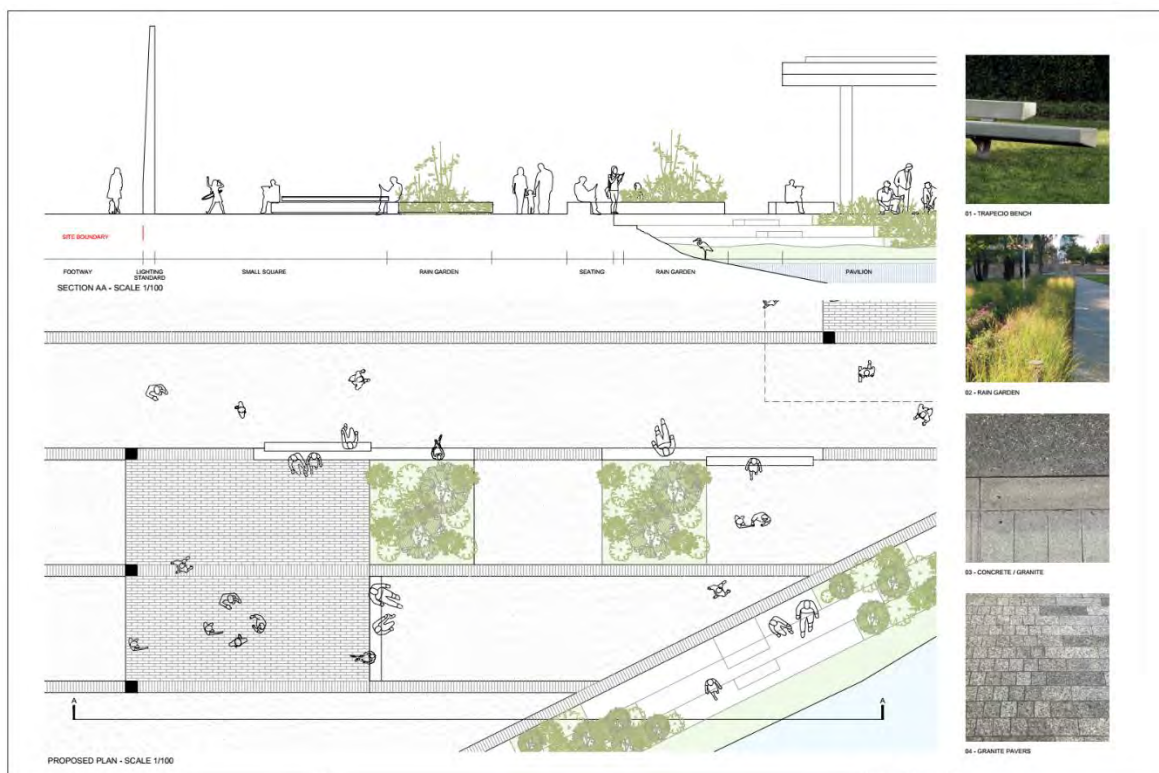 SITE BOUNDARY
FOOTWAY
LIGHTING
STANDARD
SMALL SQUARE
RAIN GARDEN
SEATING
RAIN GARDEN
PAVILION
SECTION AA - SCALE 1/100
A
A
PROPOSED PLAN - SCALE 1/100
01 - TRAPECIO BENCH
02 - RAIN GARDEN
03 - CONCRETE / GRANITE
04 - GRANITE PAVERS